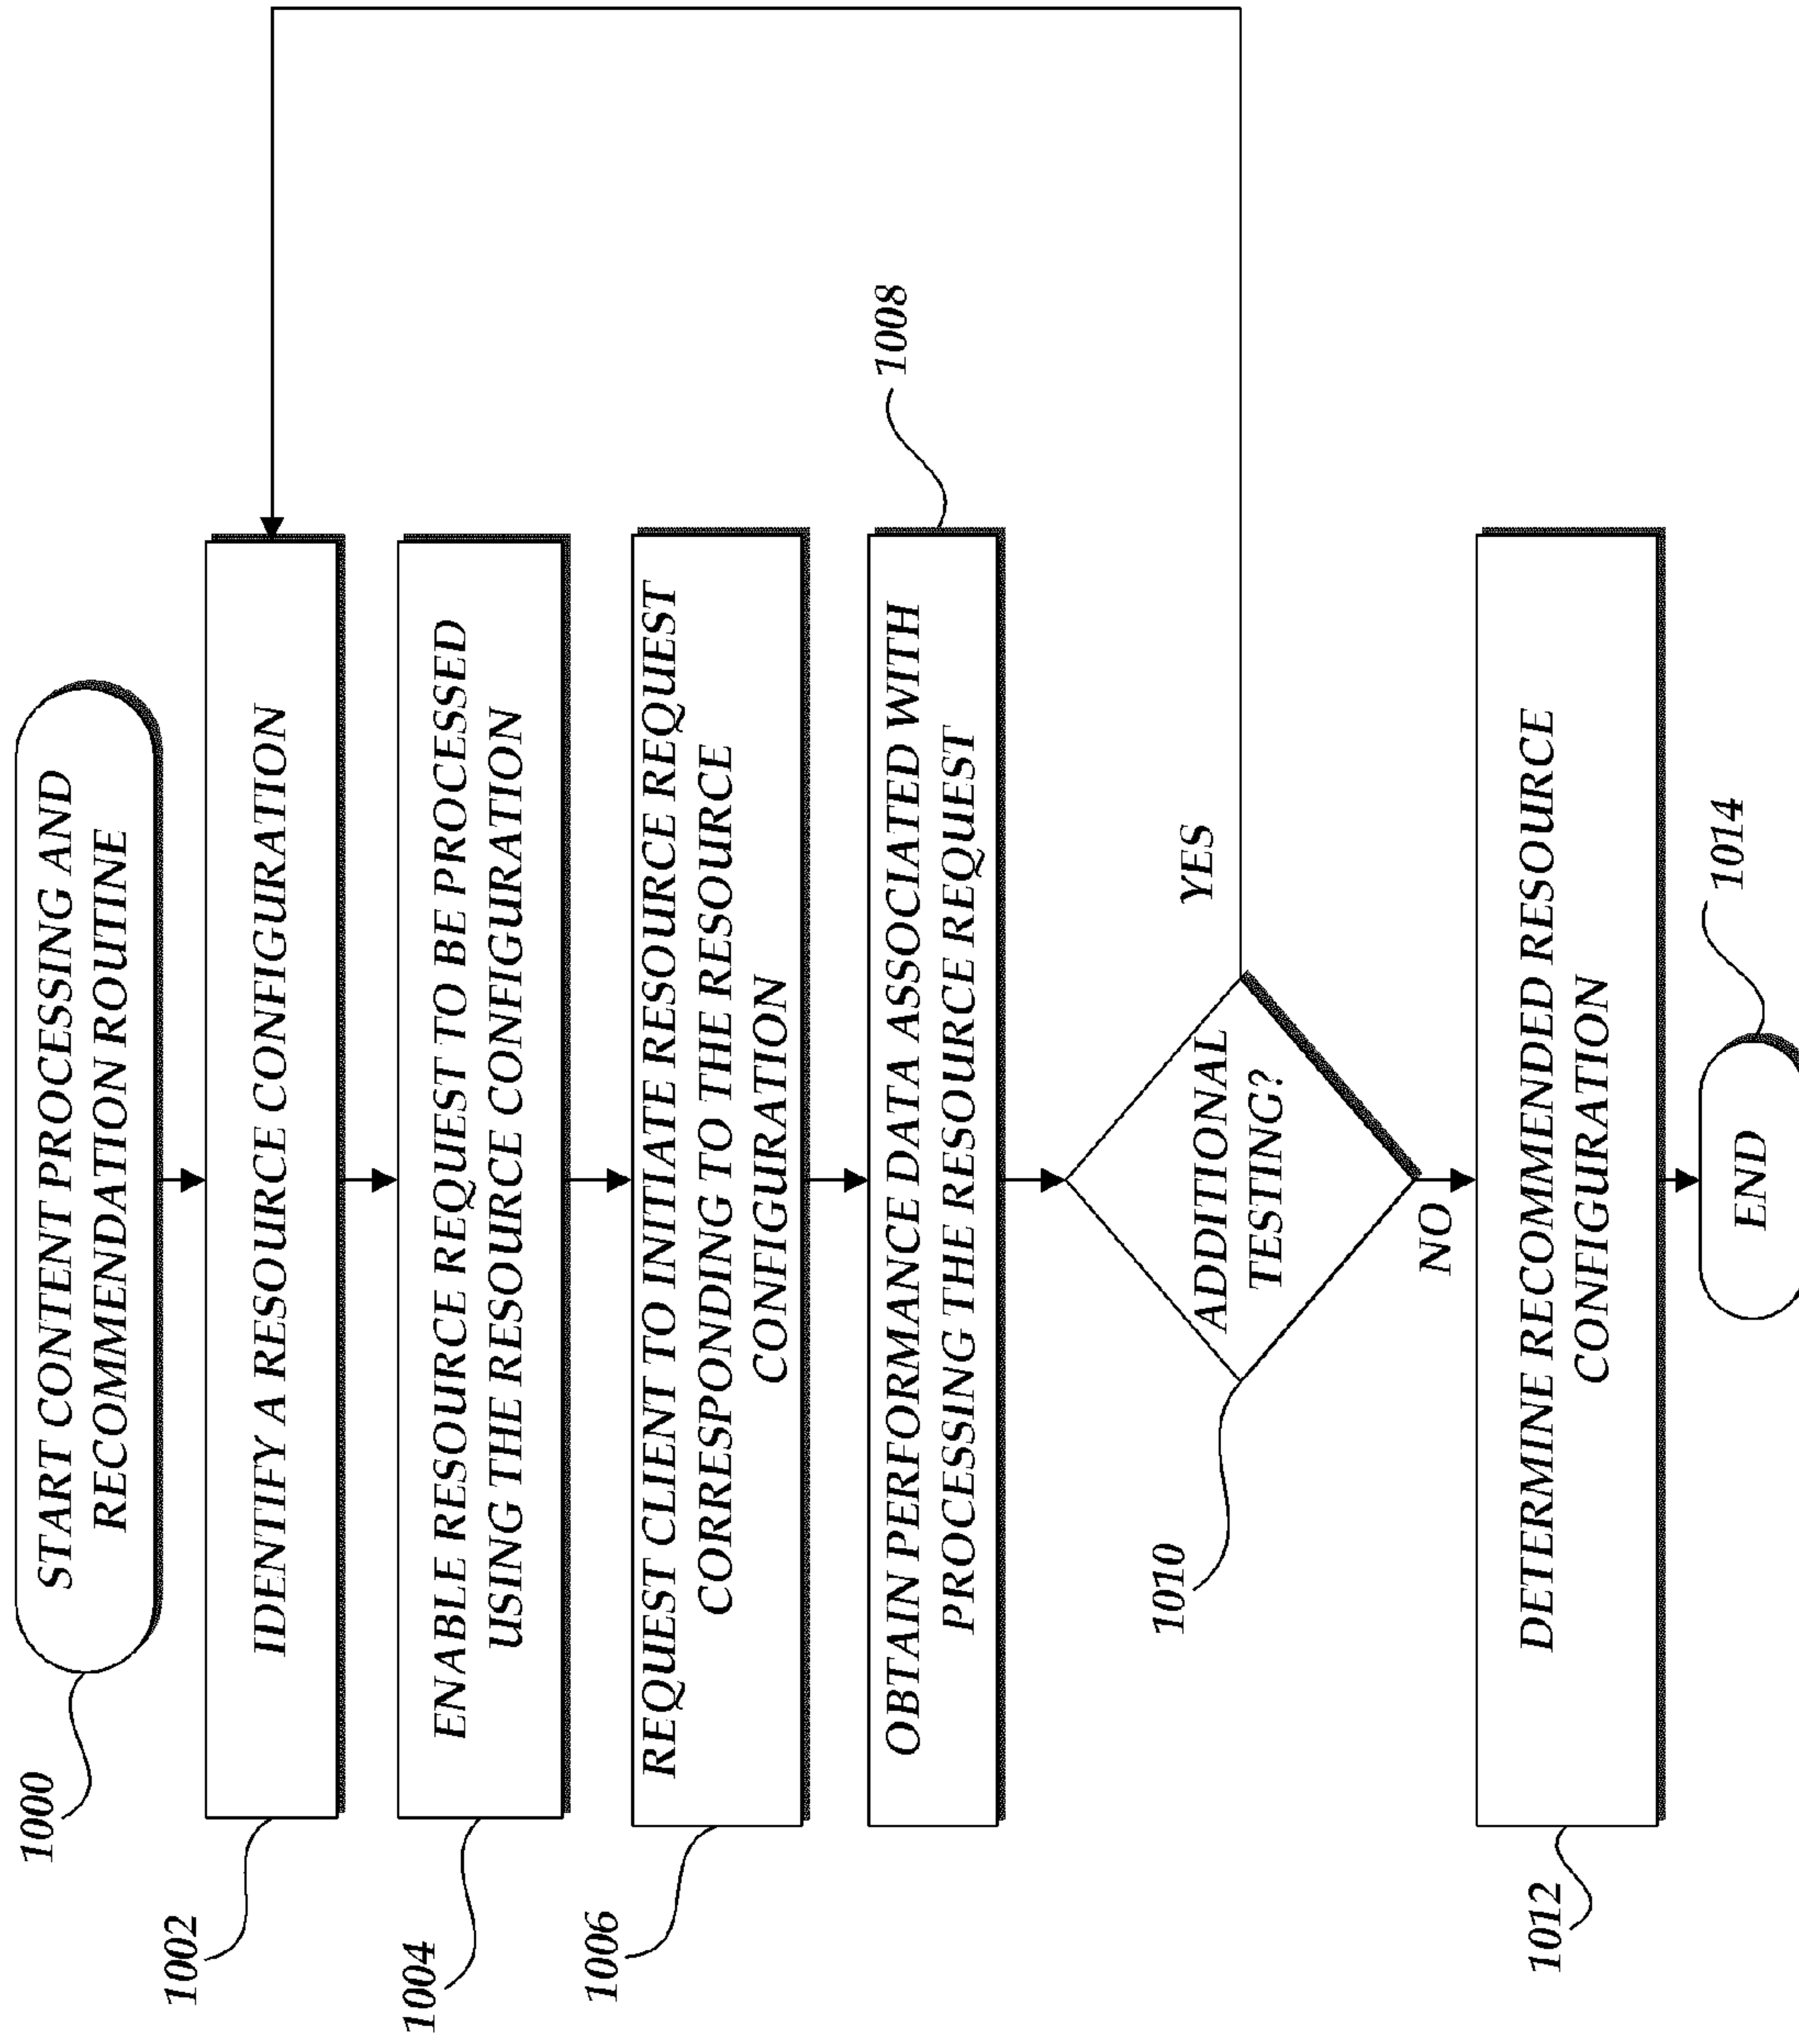 1000
START CONTENT PROCESSING AND
RECOMMENDATION ROUTINE
1002
IDENTIFY A RESOURCE CONFIGURATION
1004
ENABLE RESOURCE REQUEST TO BE PROCESSED
USING THE RESOURCE CONFIGURATION
1006
REQUEST CLIENT TO INITIATE RESOURCE REQUEST
CORRESPONDING TO THE RESOURCE
CONFIGURATION
1008
OBTAIN PERFORMANCE DATA ASSOCIATED WITH
PROCESSING THE RESOURCE REQUEST
1010
ADDITIONAL
TESTING?
YES
NO
1012
DETERMINE RECOMMENDED RESOURCE
CONFIGURATION
1014
END